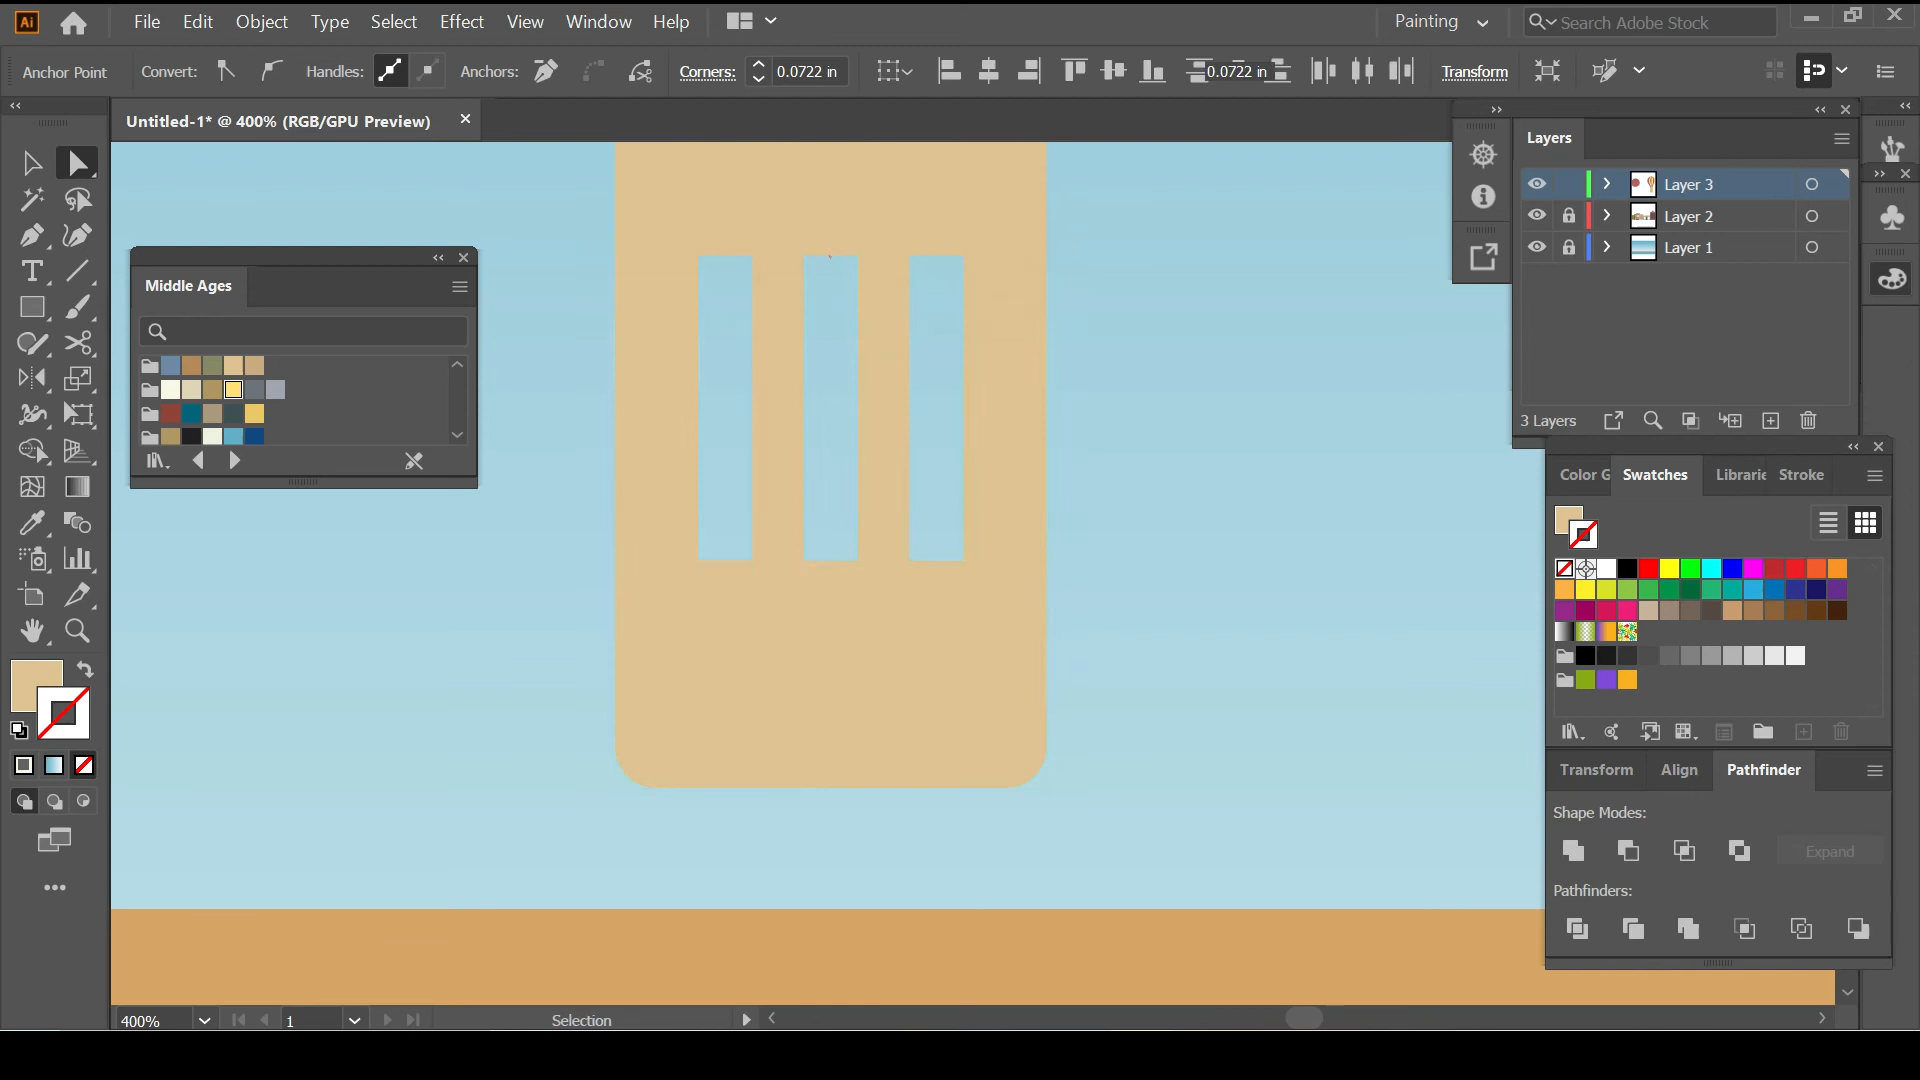 Ai File Edit Object Type Select Effect View Window Help Painting Search Adobe Stock
Anchor Point Convert: Handles: Anchors: Corners: 0.0722 in 0.0722 in Transform
Untitled-1* @ 400% (RGB/GPU Preview)
Layers
Layer 3
Layer 2
Layer 1
3 Layers
Middle Ages
Color G Swatches Librarie Stroke
Transform Align Pathfinder
Shape Modes:
Expand
Pathfinders:
400% 1 Selection